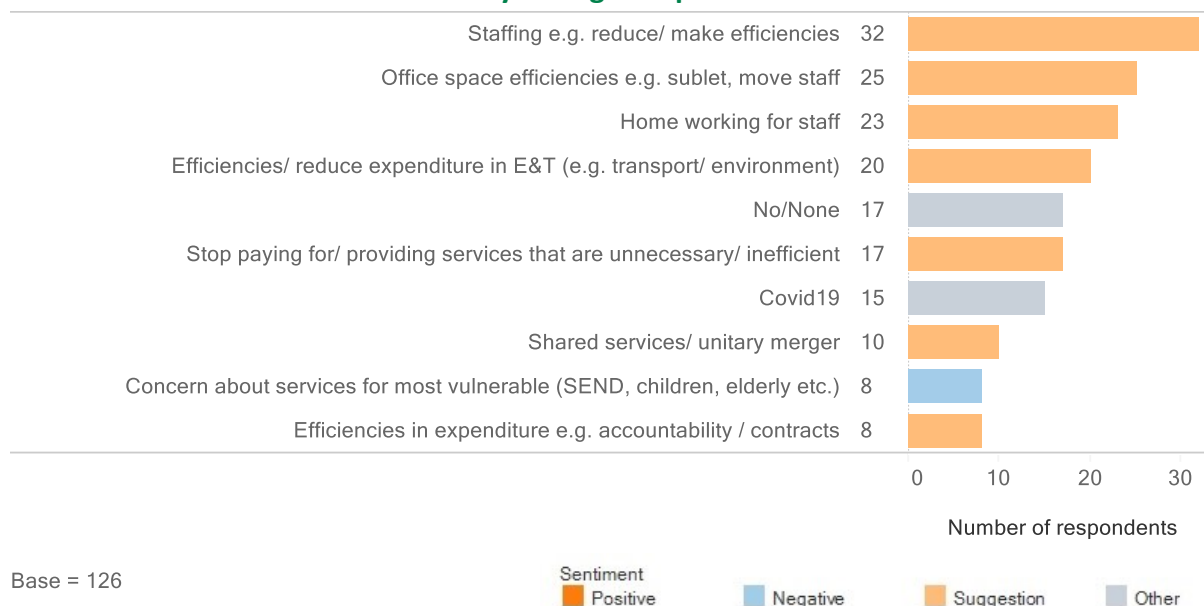 Staffing e.g. reduce/ make efficiencies 32
Office space efficiencies e.g. sublet, move staff 25
Home working for staff 23
Efficiencies/ reduce expenditure in E&T (e.g. transport/ environment) 20
No/None 17
Stop paying for/ providing services that are unnecessary/ inefficient 17
Covid19 15
Shared services/ unitary merger 10
Concern about services for most vulnerable (SEND, children, elderly etc.) 8
Efficiencies in expenditure e.g. accountability / contracts 8
0 10 20 30
Number of respondents
Base = 126
Sentiment
Positive Negative Suggestion Other